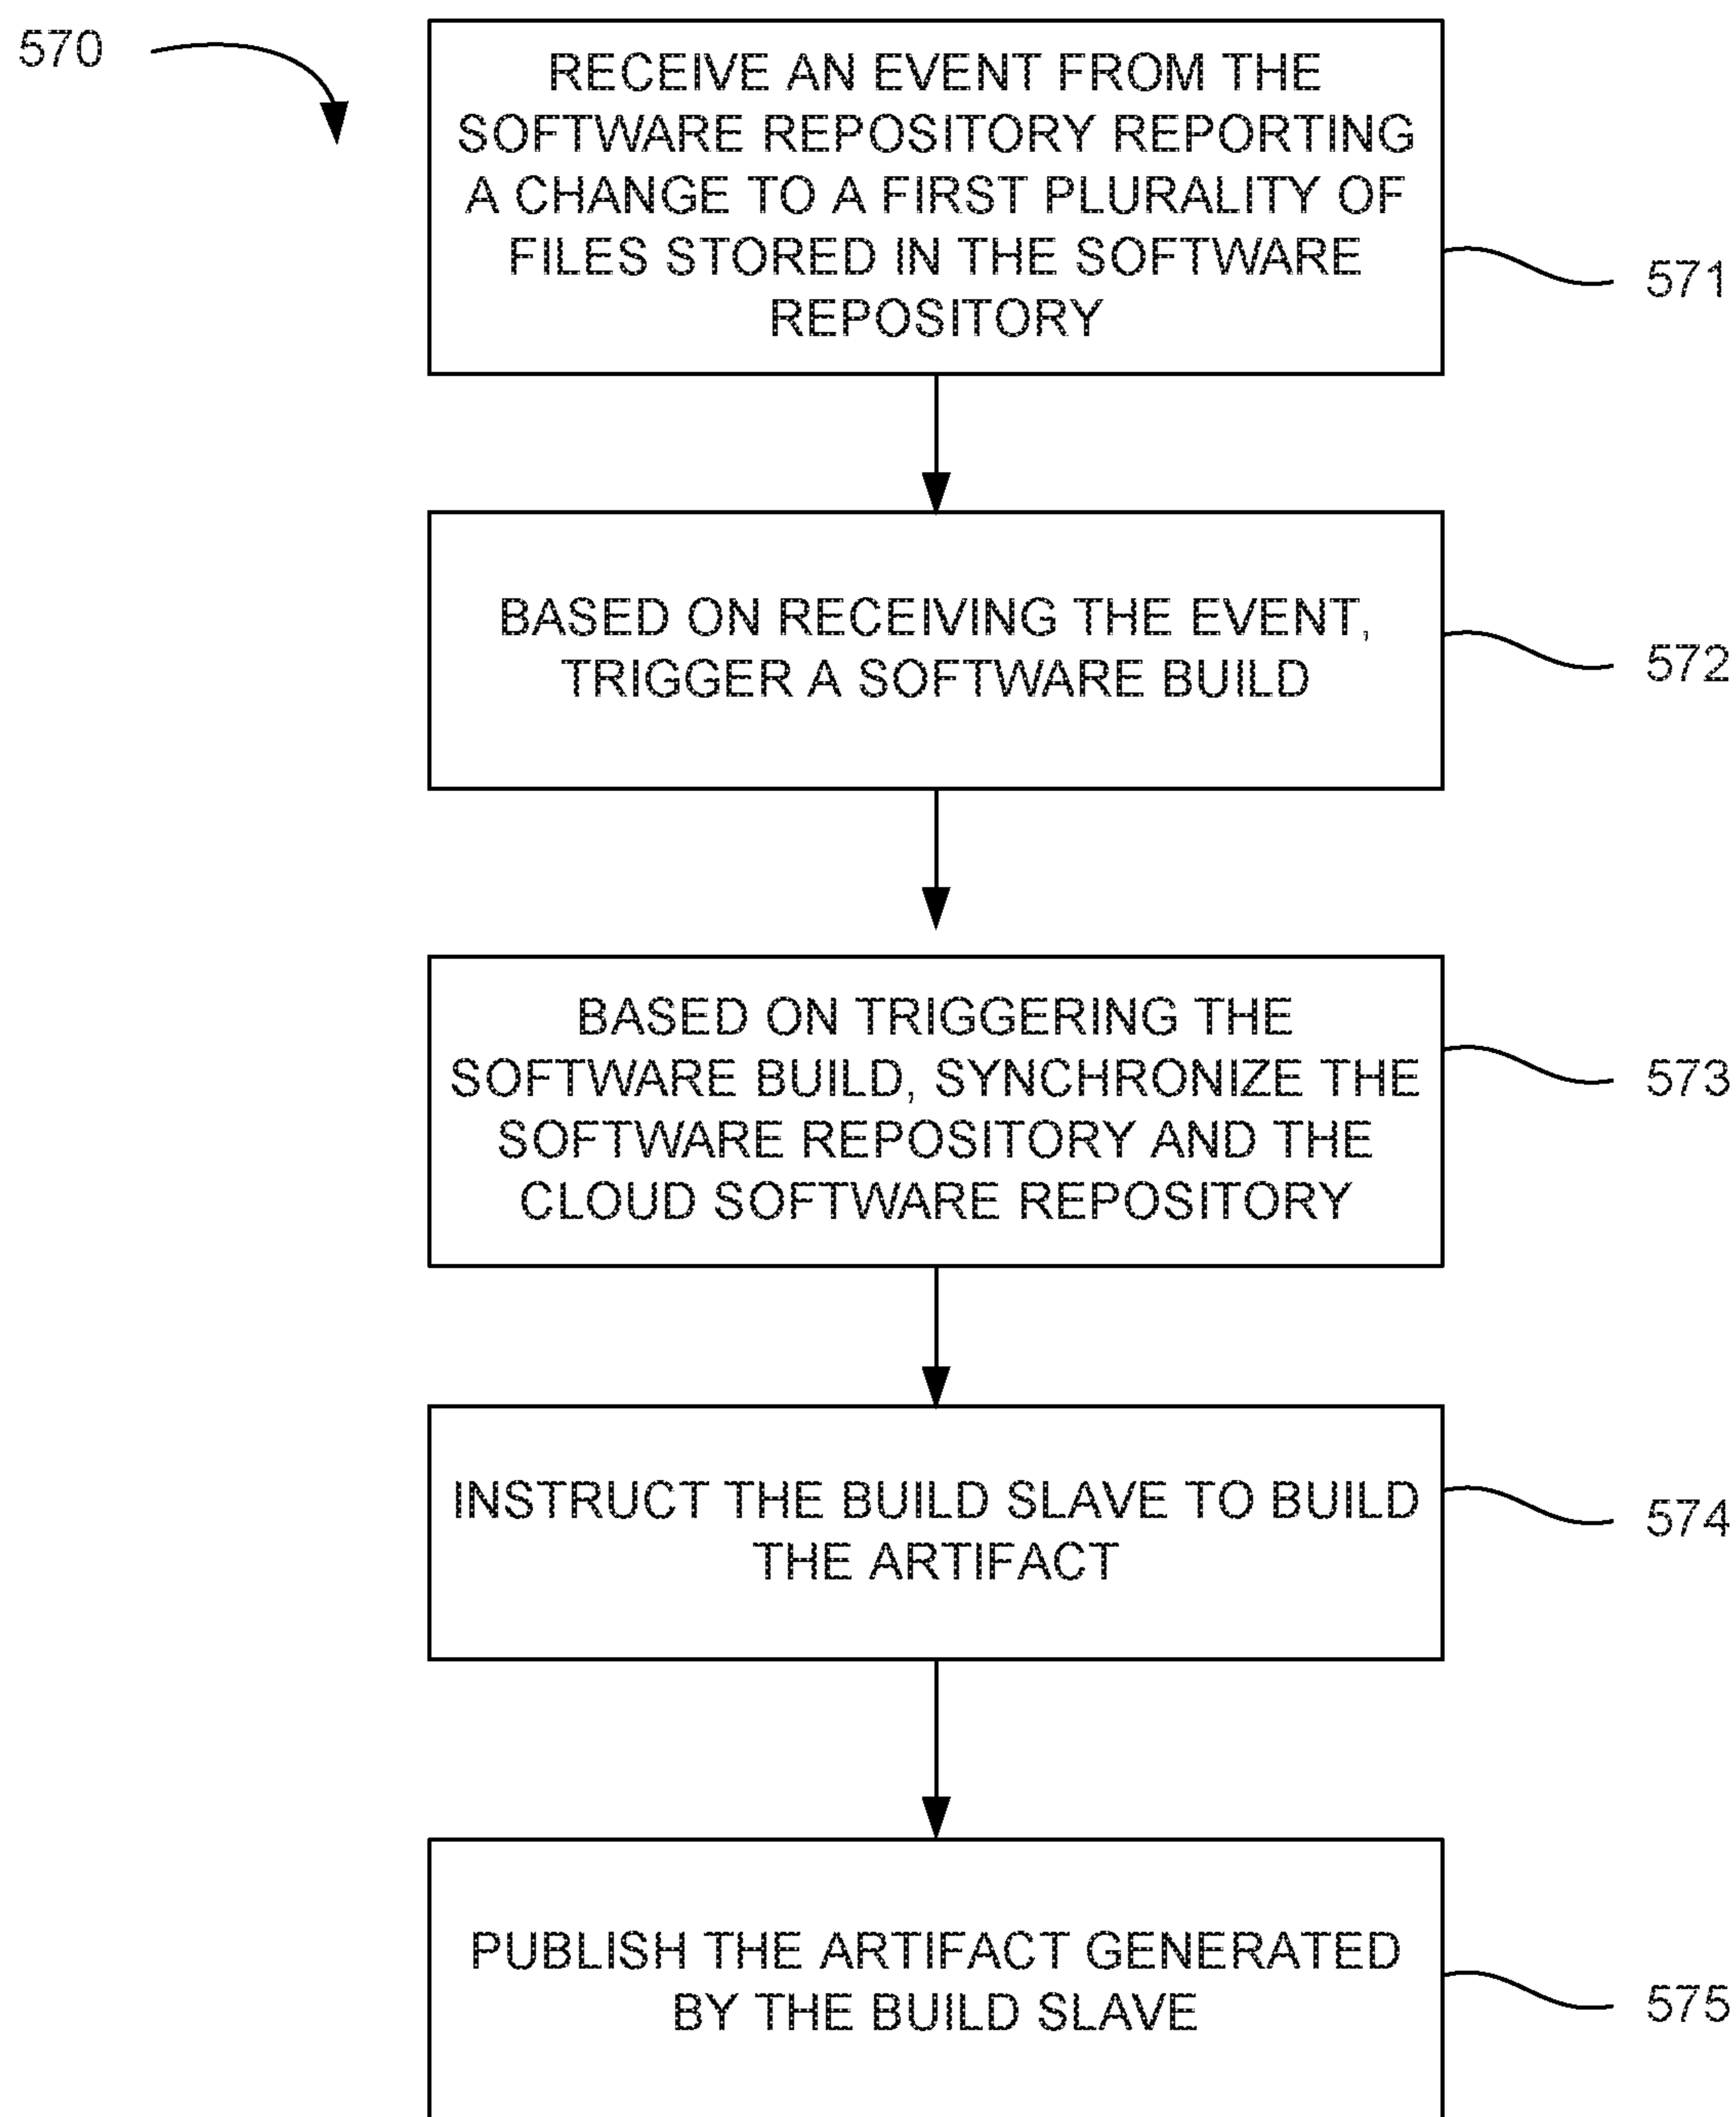 570
RECEIVE AN EVENT FROM THE
SOFTWARE REPOSITORY REPORTING
A CHANGE TO A FIRST PLURALITY OF
FILES STORED IN THE SOFTWARE
REPOSITORY
571
BASED ON RECEIVING THE EVENT,
TRIGGER A SOFTWARE BUILD
572
BASED ON TRIGGERING THE
SOFTWARE BUILD, SYNCHRONIZE THE
SOFTWARE REPOSITORY AND THE
CLOUD SOFTWARE REPOSITORY
573
INSTRUCT THE BUILD SLAVE TO BUILD
THE ARTIFACT
574
PUBLISH THE ARTIFACT GENERATED
BY THE BUILD SLAVE
575